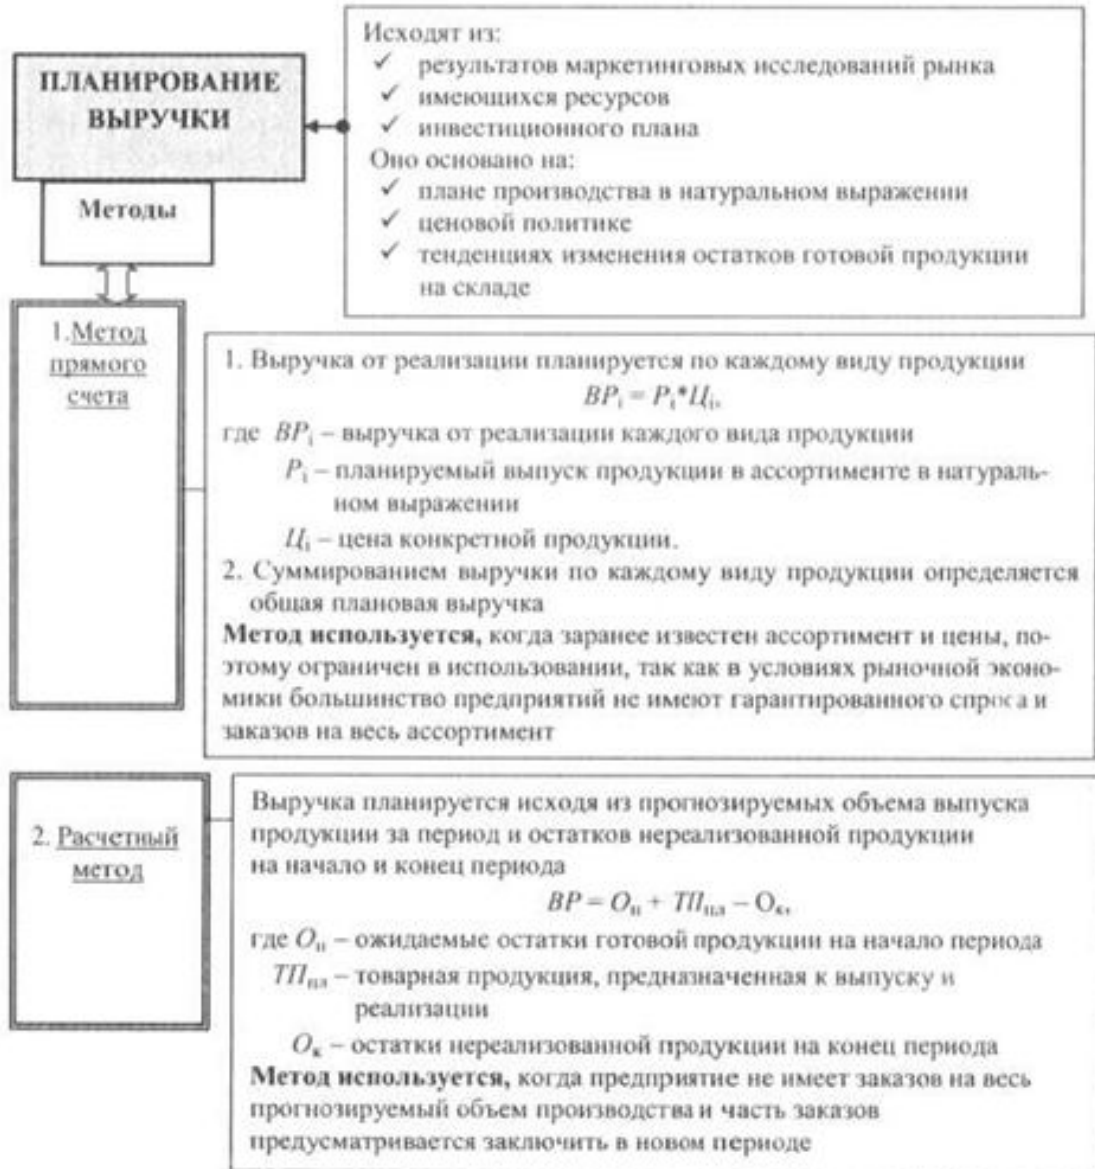 ПЛАНИРОВАНИЕ
ВЫРУЧКИ
Исходят из:
✓ результатов маркетинговых исследований рынка
✓ имеющихся ресурсов
✓ инвестиционного плана
Оно основано на:
✓ плане производства в натуральном выражении
✓ ценовой политике
✓ тенденциях изменения остатков готовой продукции
на складе
Методы
1. Метод
прямого
счета
1. Выручка от реализации планируется по каждому виду продукции
ВРi = Рi*Цi,
где ВРi – выручка от реализации каждого вида продукции
Рi – планируемый выпуск продукции в ассортименте в натураль-
ном выражении
Цi – цена конкретной продукции.
2. Суммированием выручки по каждому виду продукции определяется
общая плановая выручка
Метод используется, когда заранее известен ассортимент и цены, по-
этому ограничен в использовании, так как в условиях рыночной эконо-
мики большинство предприятий не имеют гарантированного спроса и
заказов на весь ассортимент
2. Расчетный
метод
Выручка планируется исходя из прогнозируемых объема выпуска
продукции за период и остатков нереализованной продукции
на начало и конец периода
ВР = Он + ТПпл – Ок,
где Он – ожидаемые остатки готовой продукции на начало периода
ТПпл – товарная продукция, предназначенная к выпуску и
реализации
Ок – остатки нереализованной продукции на конец периода
Метод используется, когда предприятие не имеет заказов на весь
прогнозируемый объем производства и часть заказов
предусматривается заключить в новом периоде